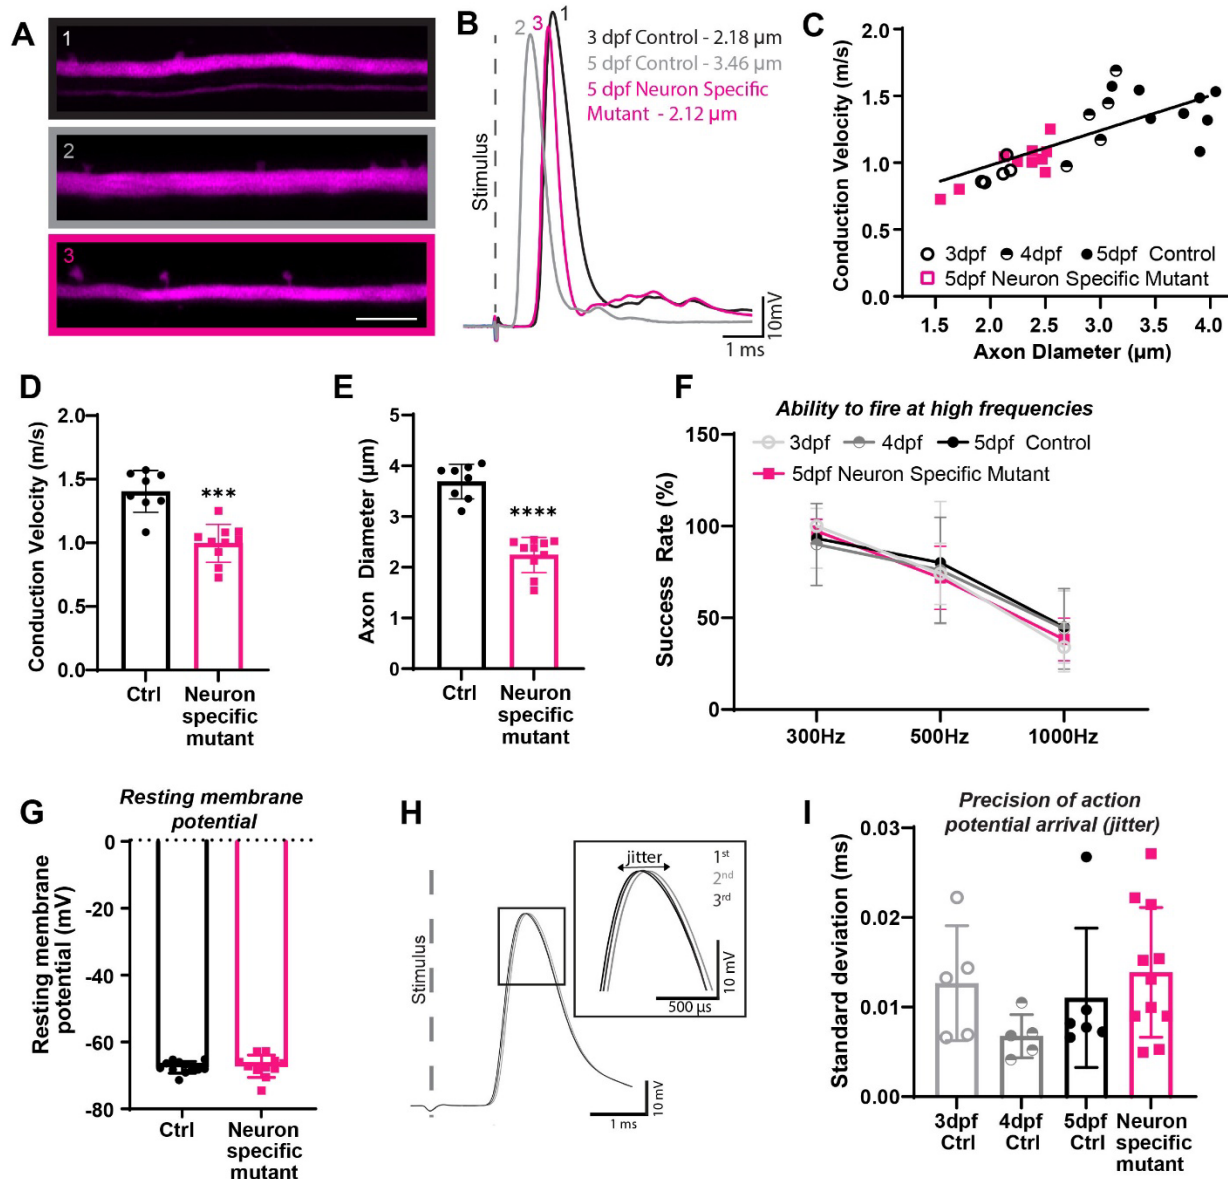 A
1
2
3
B
2
3
1
3 dpf Control - 2.18 µm
5 dpf Control - 3.46 µm
5 dpf Neuron Specific
Mutant - 2.12 µm
Stimulus
10mV
1 ms
C
Conduction Velocity (m/s)
2.0
1.5
1.0
0.5
0.0
3dpf 4dpf 5dpf Control
5dpf Neuron Specific Mutant
1.5 2.0 2.5 3.0 3.5 4.0
Axon Diameter (µm)
D
Conduction Velocity (m/s)
2.0
1.5
1.0
0.5
0.0
***
Ctrl
Neuron
specific
mutant
E
Axon Diameter (µm)
5
4
3
2
1
0
****
Ctrl
Neuron
specific
mutant
F
Ability to fire at high frequencies
3dpf 4dpf 5dpf Control
5dpf Neuron Specific Mutant
Success Rate (%)
150
100
50
0
300Hz 500Hz 1000Hz
G
Resting membrane
potential
Resting membrane
potential (mV)
0
-20
-40
-60
-80
Ctrl
Neuron
specific
mutant
H
Stimulus
jitter
1st
2nd
3rd
10 mV
500 µs
10 mV
1 ms
I
Precision of action
potential arrival (jitter)
Standard deviation (ms)
0.03
0.02
0.01
0.00
3dpf
Ctrl
4dpf
Ctrl
5dpf
Ctrl
Neuron
specific
mutant